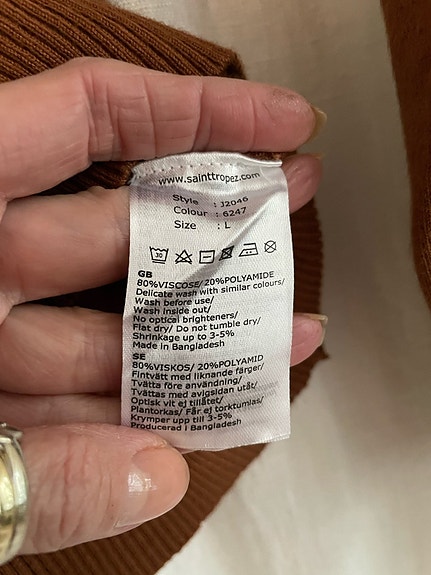 www.sainttropez.com
Style : J2046
Colour : 6247
Size : L
30
GB
80%VISCOSE/ 20%POLYAMIDE
Delicate wash with similar colours/
Wash before use/
Wash inside out/
No optical brighteners/
Flat dry/ Do not tumble dry/
Shrinkage up to 3-5%
Made in Bangladesh
SE
80%VISKOS/ 20%POLYAMID
Fintvätt med liknande färger/
Tvätta före användning/
Tvättas med avigsidan utåt/
Optisk vit ej tillåtet/
Plantorkas/ Får ej torktumlas/
Krymper upp till 3-5%
Producerad i Bangladesh